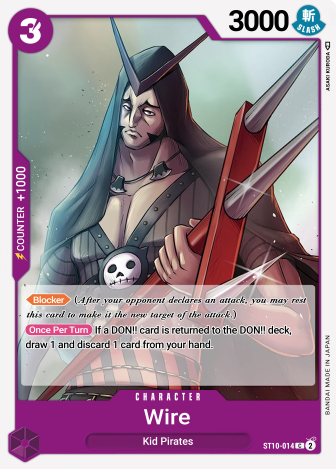 3
3000
斬
SLASH
ASAKI KURODA
COUNTER +1000
Blocker (After your opponent declares an attack, you may rest
this card to make it the new target of the attack.)
Once Per Turn If a DON!! card is returned to the DON!! deck,
draw 1 and discard 1 card from your hand.
BANDAI MADE IN JAPAN
CHARACTER
Wire
Kid Pirates
ST10-014 C 2